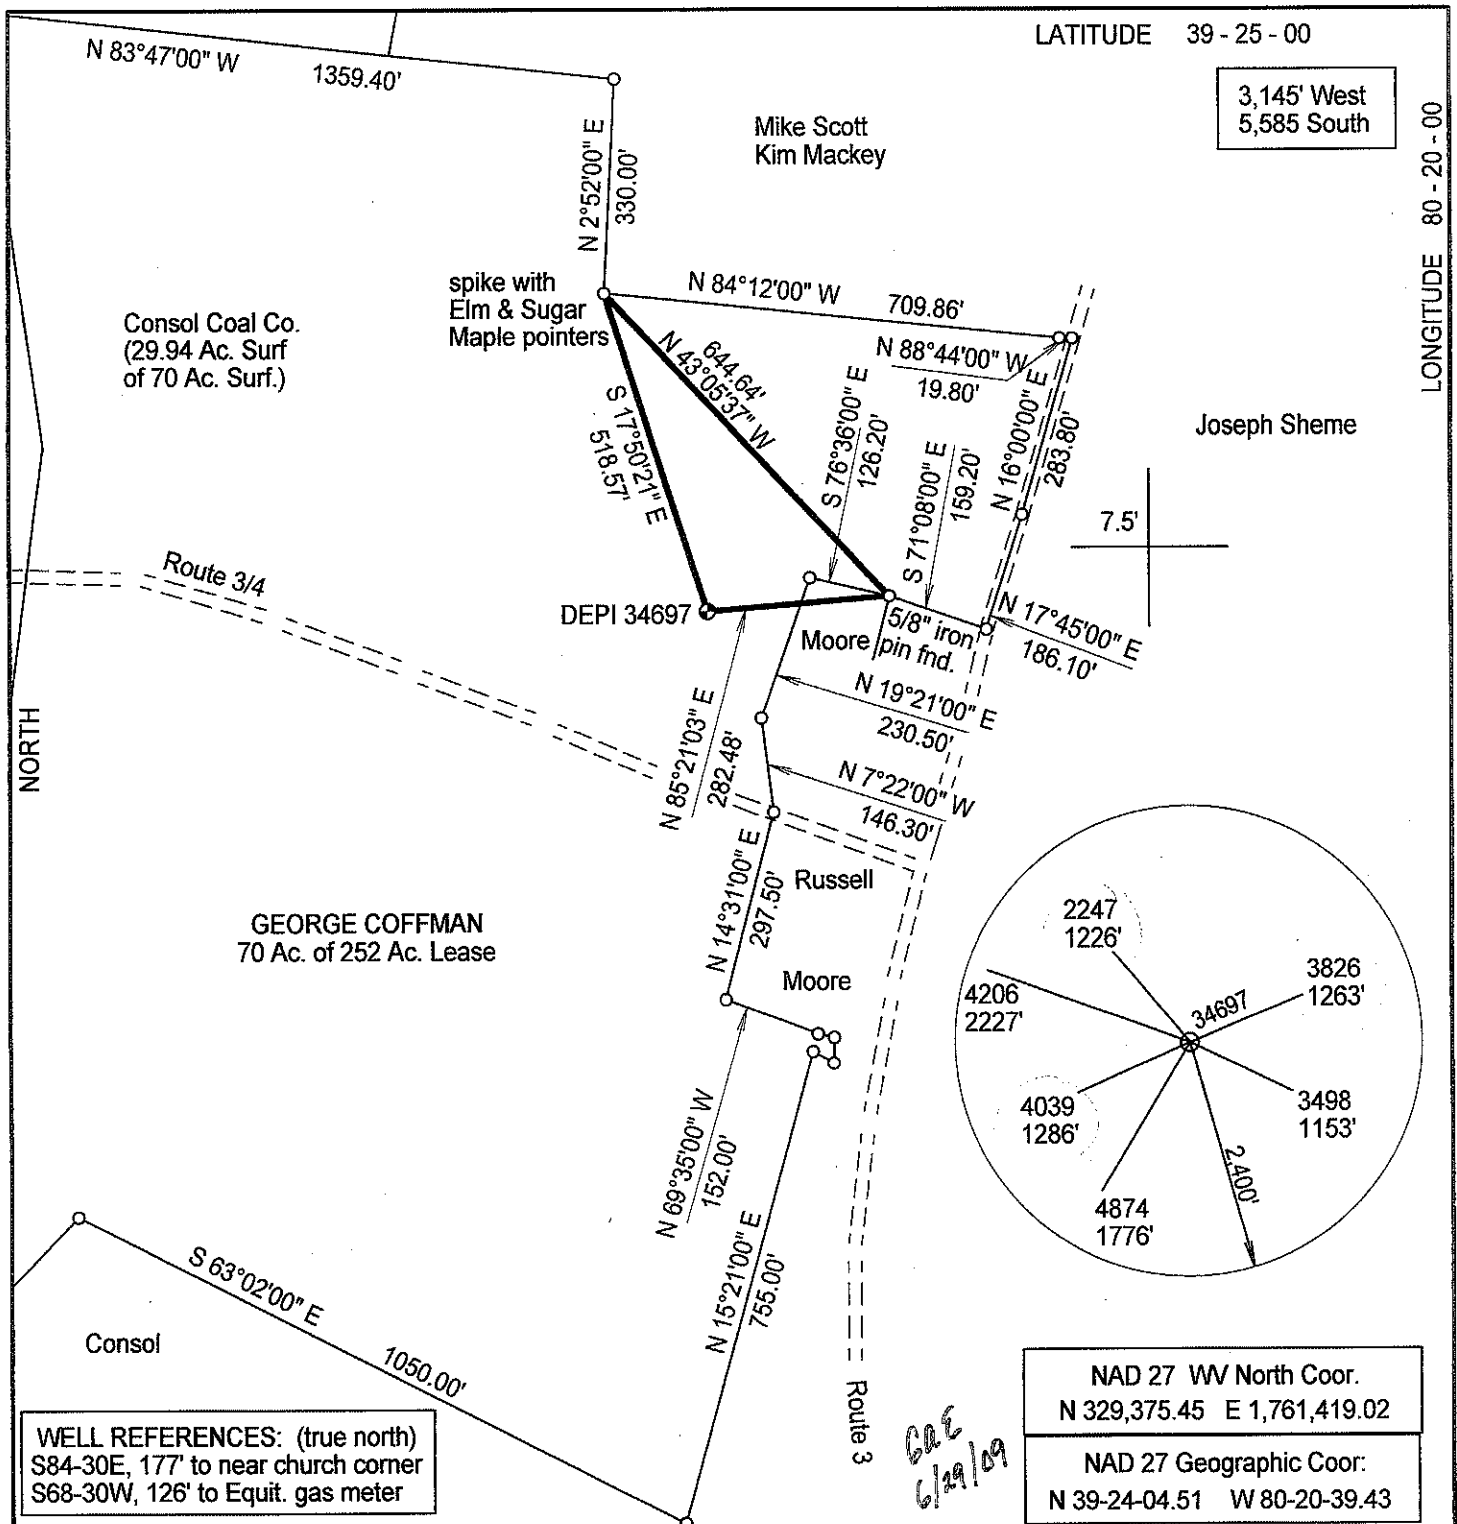 LATITUDE 39 - 25 - 00
N 83°47'00" W 1359.40'
3,145' West
5,585 South
LONGITUDE 80 - 20 - 00
Mike Scott
Kim Mackey
N 2°52'00" E
330.00'
spike with
Elm & Sugar
Maple pointers
N 84°12'00" W 709.86'
Consol Coal Co.
(29.94 Ac. Surf
of 70 Ac. Surf.)
N 88°44'00" W
19.80'
644.64'
N 43°05'37" W
S 17°50'21" E
518.57'
S 76°36'00" E
126.20'
S 71°08'00" E
159.20'
N 16°00'00" E
283.80'
Joseph Sheme
7.5'
Route 3/4
DEPI 34697
Moore
5/8" iron
pin fnd.
N 17°45'00" E
186.10'
N 19°21'00" E
230.50'
N 85°21'03" E
282.48'
NORTH
N 7°22'00" W
146.30'
N 14°31'00" E
297.50'
Russell
GEORGE COFFMAN
70 Ac. of 252 Ac. Lease
Moore
2247
1226'
3826
1263'
4206
2227'
34697
4039
1286'
3498
1153'
4874
1776'
2,400'
N 69°35'00" W
152.00'
N 15°21'00" E
755.00'
S 63°02'00" E
1050.00'
Consol
Route 3
6/29/09
NAD 27 WV North Coor.
N 329,375.45 E 1,761,419.02
NAD 27 Geographic Coor:
N 39-24-04.51 W 80-20-39.43
WELL REFERENCES: (true north)
S84-30E, 177' to near church corner
S68-30W, 126' to Equit. gas meter